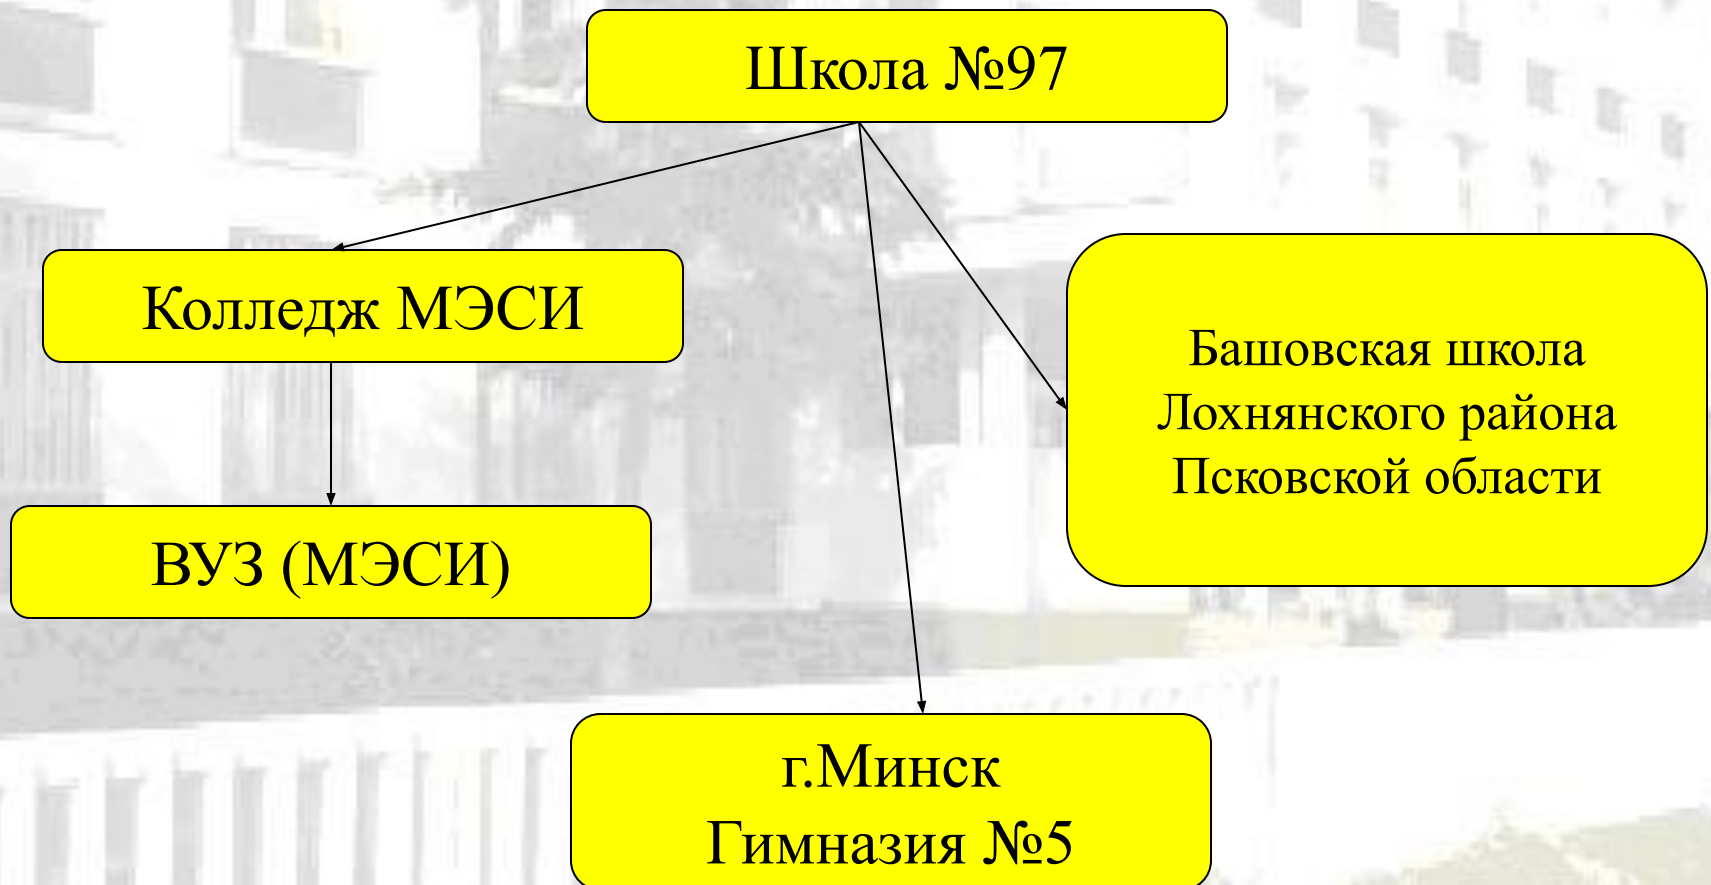 Школа №97
Колледж МЭСИ
Башовская школа
Лохнянского района
Псковской области
ВУЗ (МЭСИ)
г.Минск
Гимназия №5